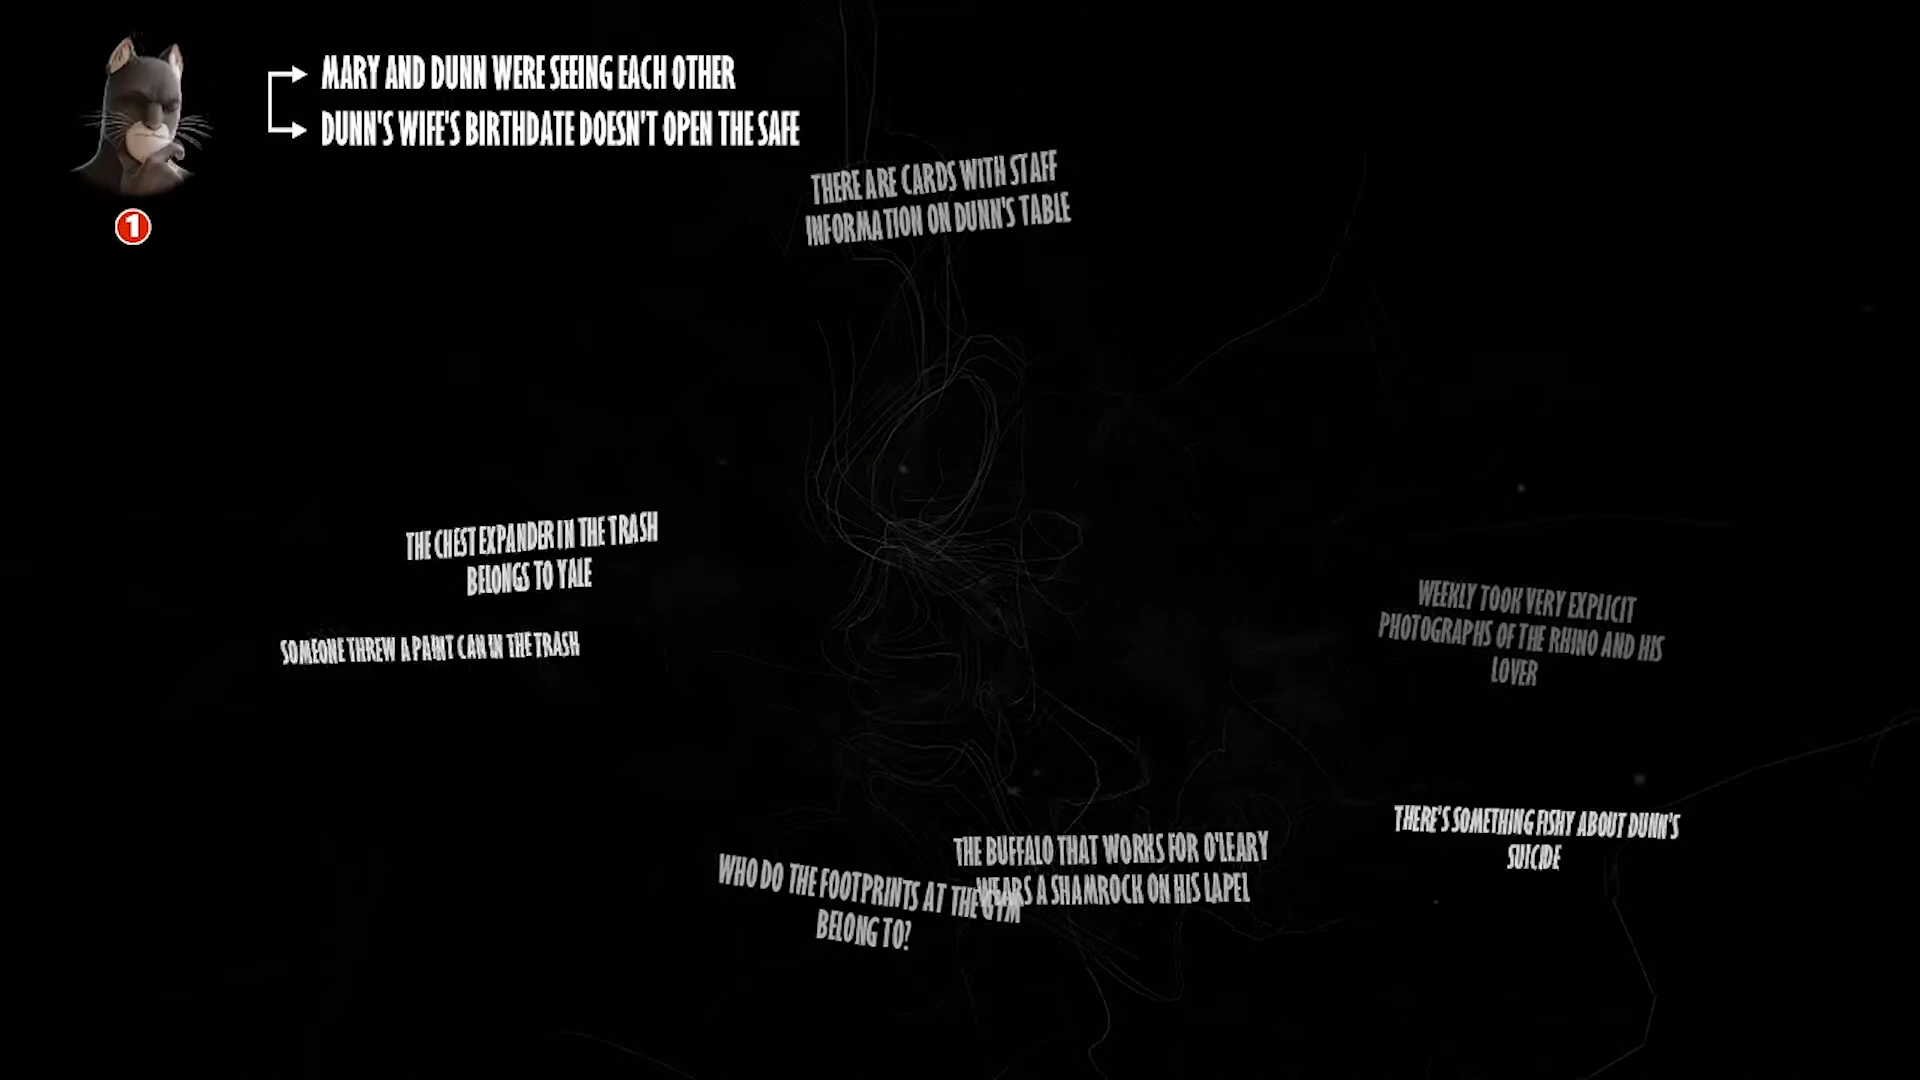 MARY AND DUNN WERE SEEING EACH OTHER
DUNN'S WIFE'S BIRTHDATE DOESN'T OPEN THE SAFE
1
THERE ARE CARDS WITH STAFF
INFORMATION ON DUNN'S TABLE
THE CHEST EXPANDER IN THE TRASH
BELONGS TO YALE
SOMEONE THREW A PAINT CAN IN THE TRASH
WEEKLY TOOK VERY EXPLICIT
PHOTOGRAPHS OF THE RHINO AND HIS
LOVER
THERE'S SOMETHING FISHY ABOUT DUNN'S
SUICIDE
THE BUFFALO THAT WORKS FOR O'LEARY
WEARS A SHAMROCK ON HIS LAPEL
WHO DO THE FOOTPRINTS AT THE GYM
BELONG TO?